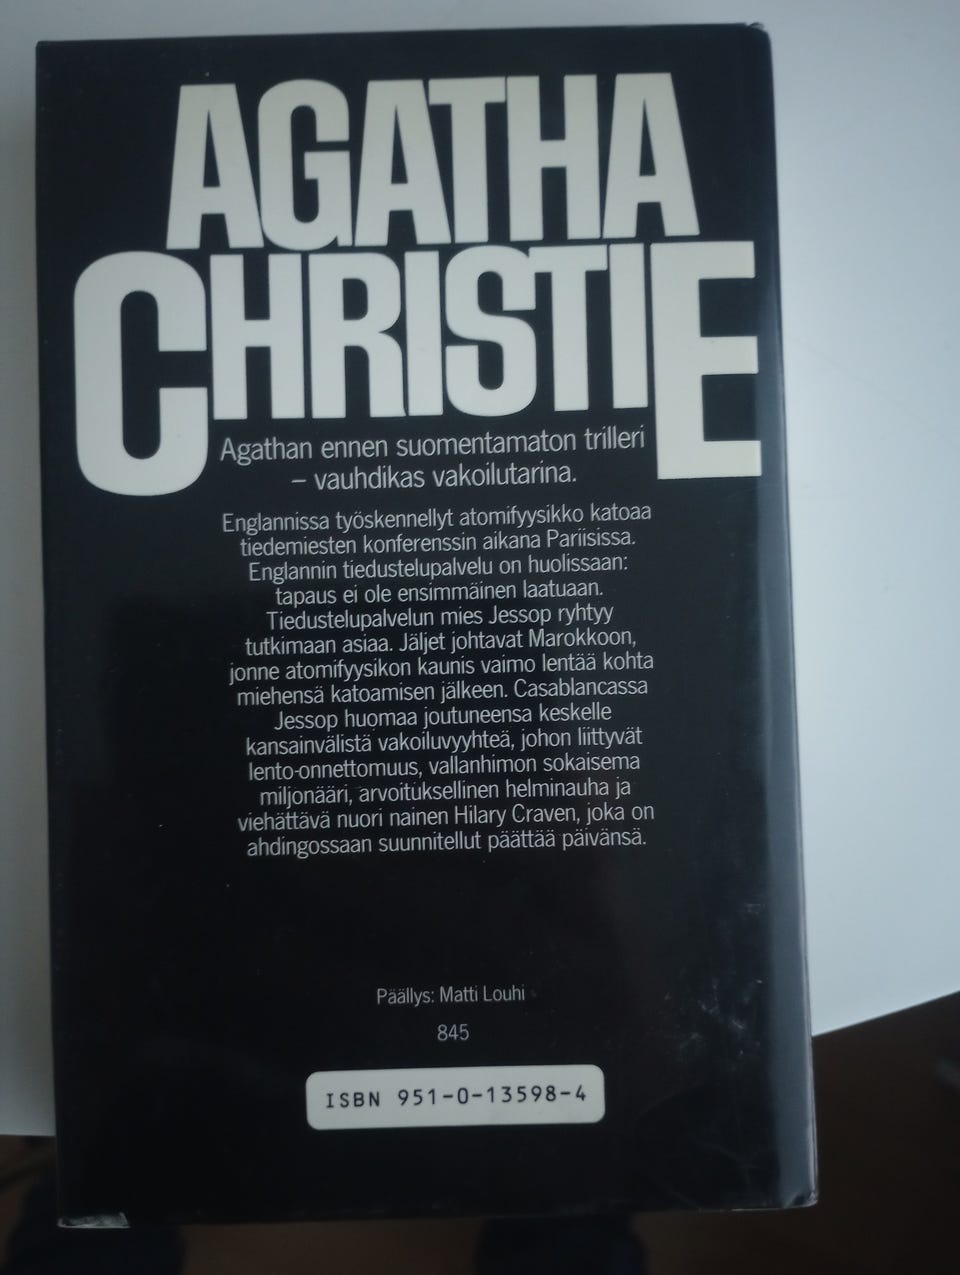 AGATHA
CHRISTIE
Agathan ennen suomentamaton trilleri
– vauhdikas vakoilutarina.
Englannissa työskennellyt atomifyysikko katoaa
tiedemiesten konferenssin aikana Pariisissa.
Englannin tiedustelupalvelu on huolissaan:
tapaus ei ole ensimmäinen laatuaan.
Tiedustelupalvelun mies Jessop ryhtyy
tutkimaan asiaa. Jäljet johtavat Marokkoon,
jonne atomifyysikon kaunis vaimo lentää kohta
miehensä katoamisen jälkeen. Casablancassa
Jessop huomaa joutuneensa keskelle
kansainvälistä vakoiluvyyhteä, johon liittyvät
lento-onnettomuus, vallanhimon sokaisema
miljonääri, arvoituksellinen helminauha ja
viehättävä nuori nainen Hilary Craven, joka on
ahdingossaan suunnitellut päättää päivänsä.
Päällys: Matti Louhi
845
ISBN 951-0-13598-4